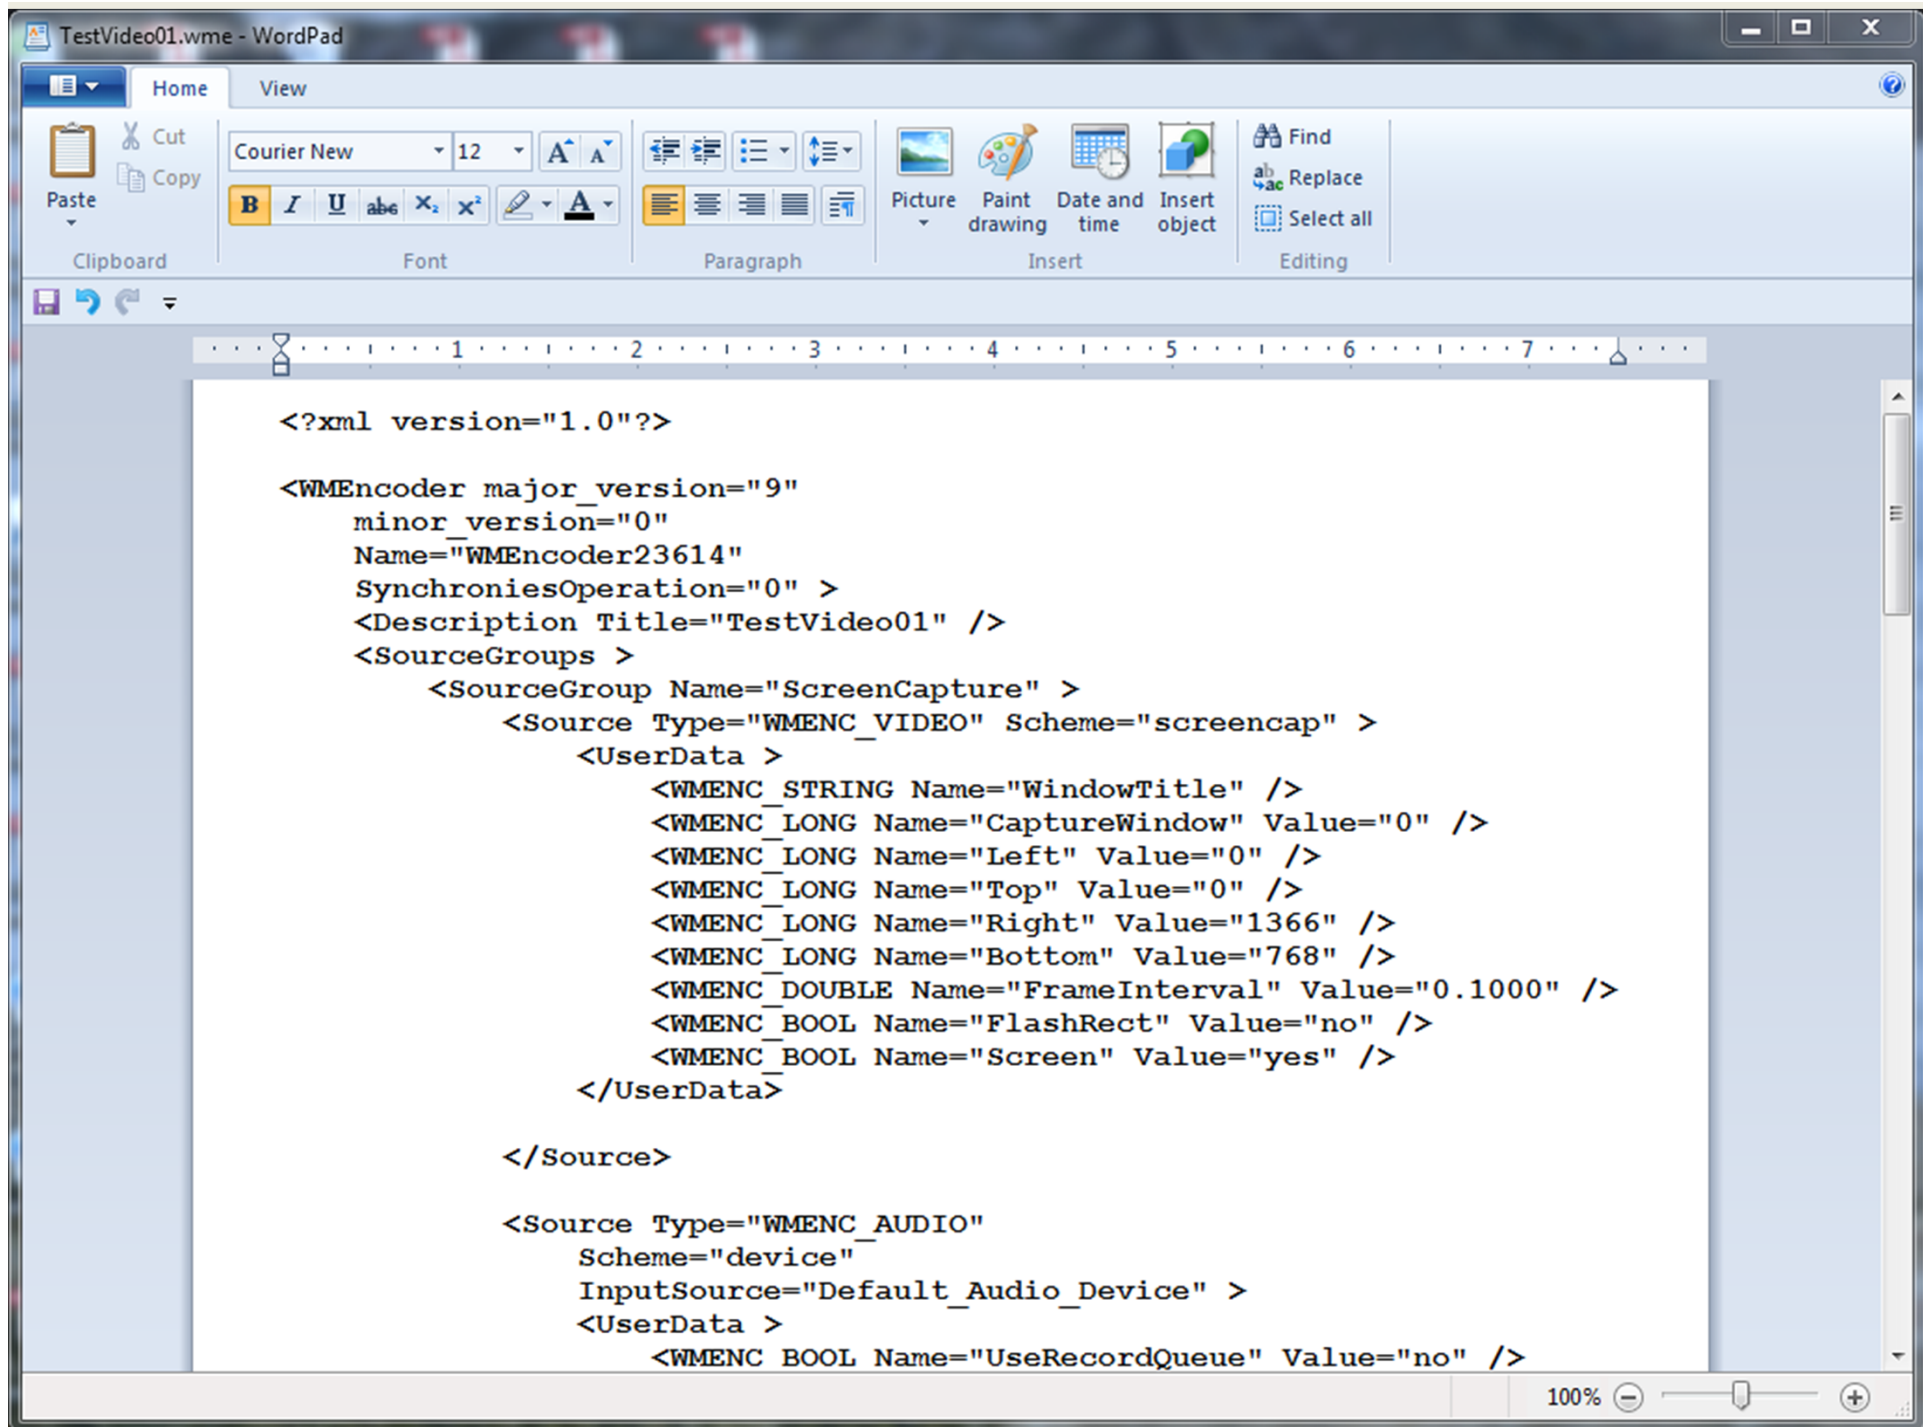 TestVideo01.wme - WordPad
Home View
Cut
Copy
Paste
Clipboard
Courier New 12
B I U abc X₂ X² A
Font
Paragraph
Picture
Paint drawing
Date and time
Insert object
Insert
Find
Replace
Select all
Editing
1 2 3 4 5 6 7
<?xml version="1.0"?>
<WMEncoder major_version="9"
minor_version="0"
Name="WMEncoder23614"
SynchroniesOperation="0" >
<Description Title="TestVideo01" />
<SourceGroups >
<SourceGroup Name="ScreenCapture" >
<Source Type="WMENC_VIDEO" Scheme="screencap" >
<UserData >
<WMENC_STRING Name="WindowTitle" />
<WMENC_LONG Name="CaptureWindow" Value="0" />
<WMENC_LONG Name="Left" Value="0" />
<WMENC_LONG Name="Top" Value="0" />
<WMENC_LONG Name="Right" Value="1366" />
<WMENC_LONG Name="Bottom" Value="768" />
<WMENC_DOUBLE Name="FrameInterval" Value="0.1000" />
<WMENC_BOOL Name="FlashRect" Value="no" />
<WMENC_BOOL Name="Screen" Value="yes" />
</UserData>
</Source>
<Source Type="WMENC_AUDIO"
Scheme="device"
InputSource="Default_Audio_Device" >
<UserData >
<WMENC_BOOL Name="UseRecordQueue" Value="no" />
100%